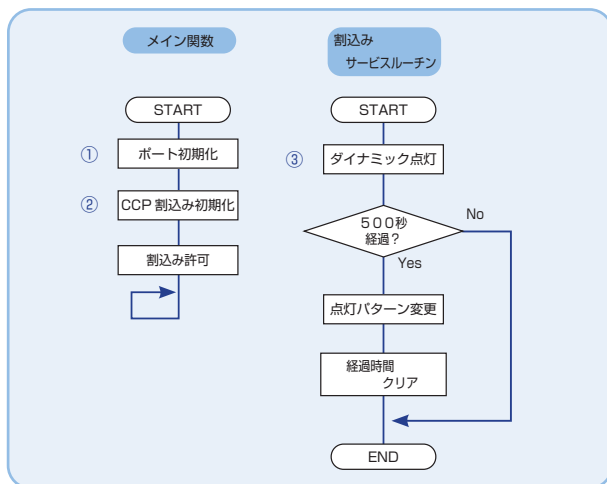 メイン関数
START
①
ポート初期化
②
CCP 割込み初期化
割込み許可
割込み
サービスルーチン
START
③
ダイナミック点灯
５００秒
経過？
No
Yes
点灯パターン変更
経過時間
クリア
END